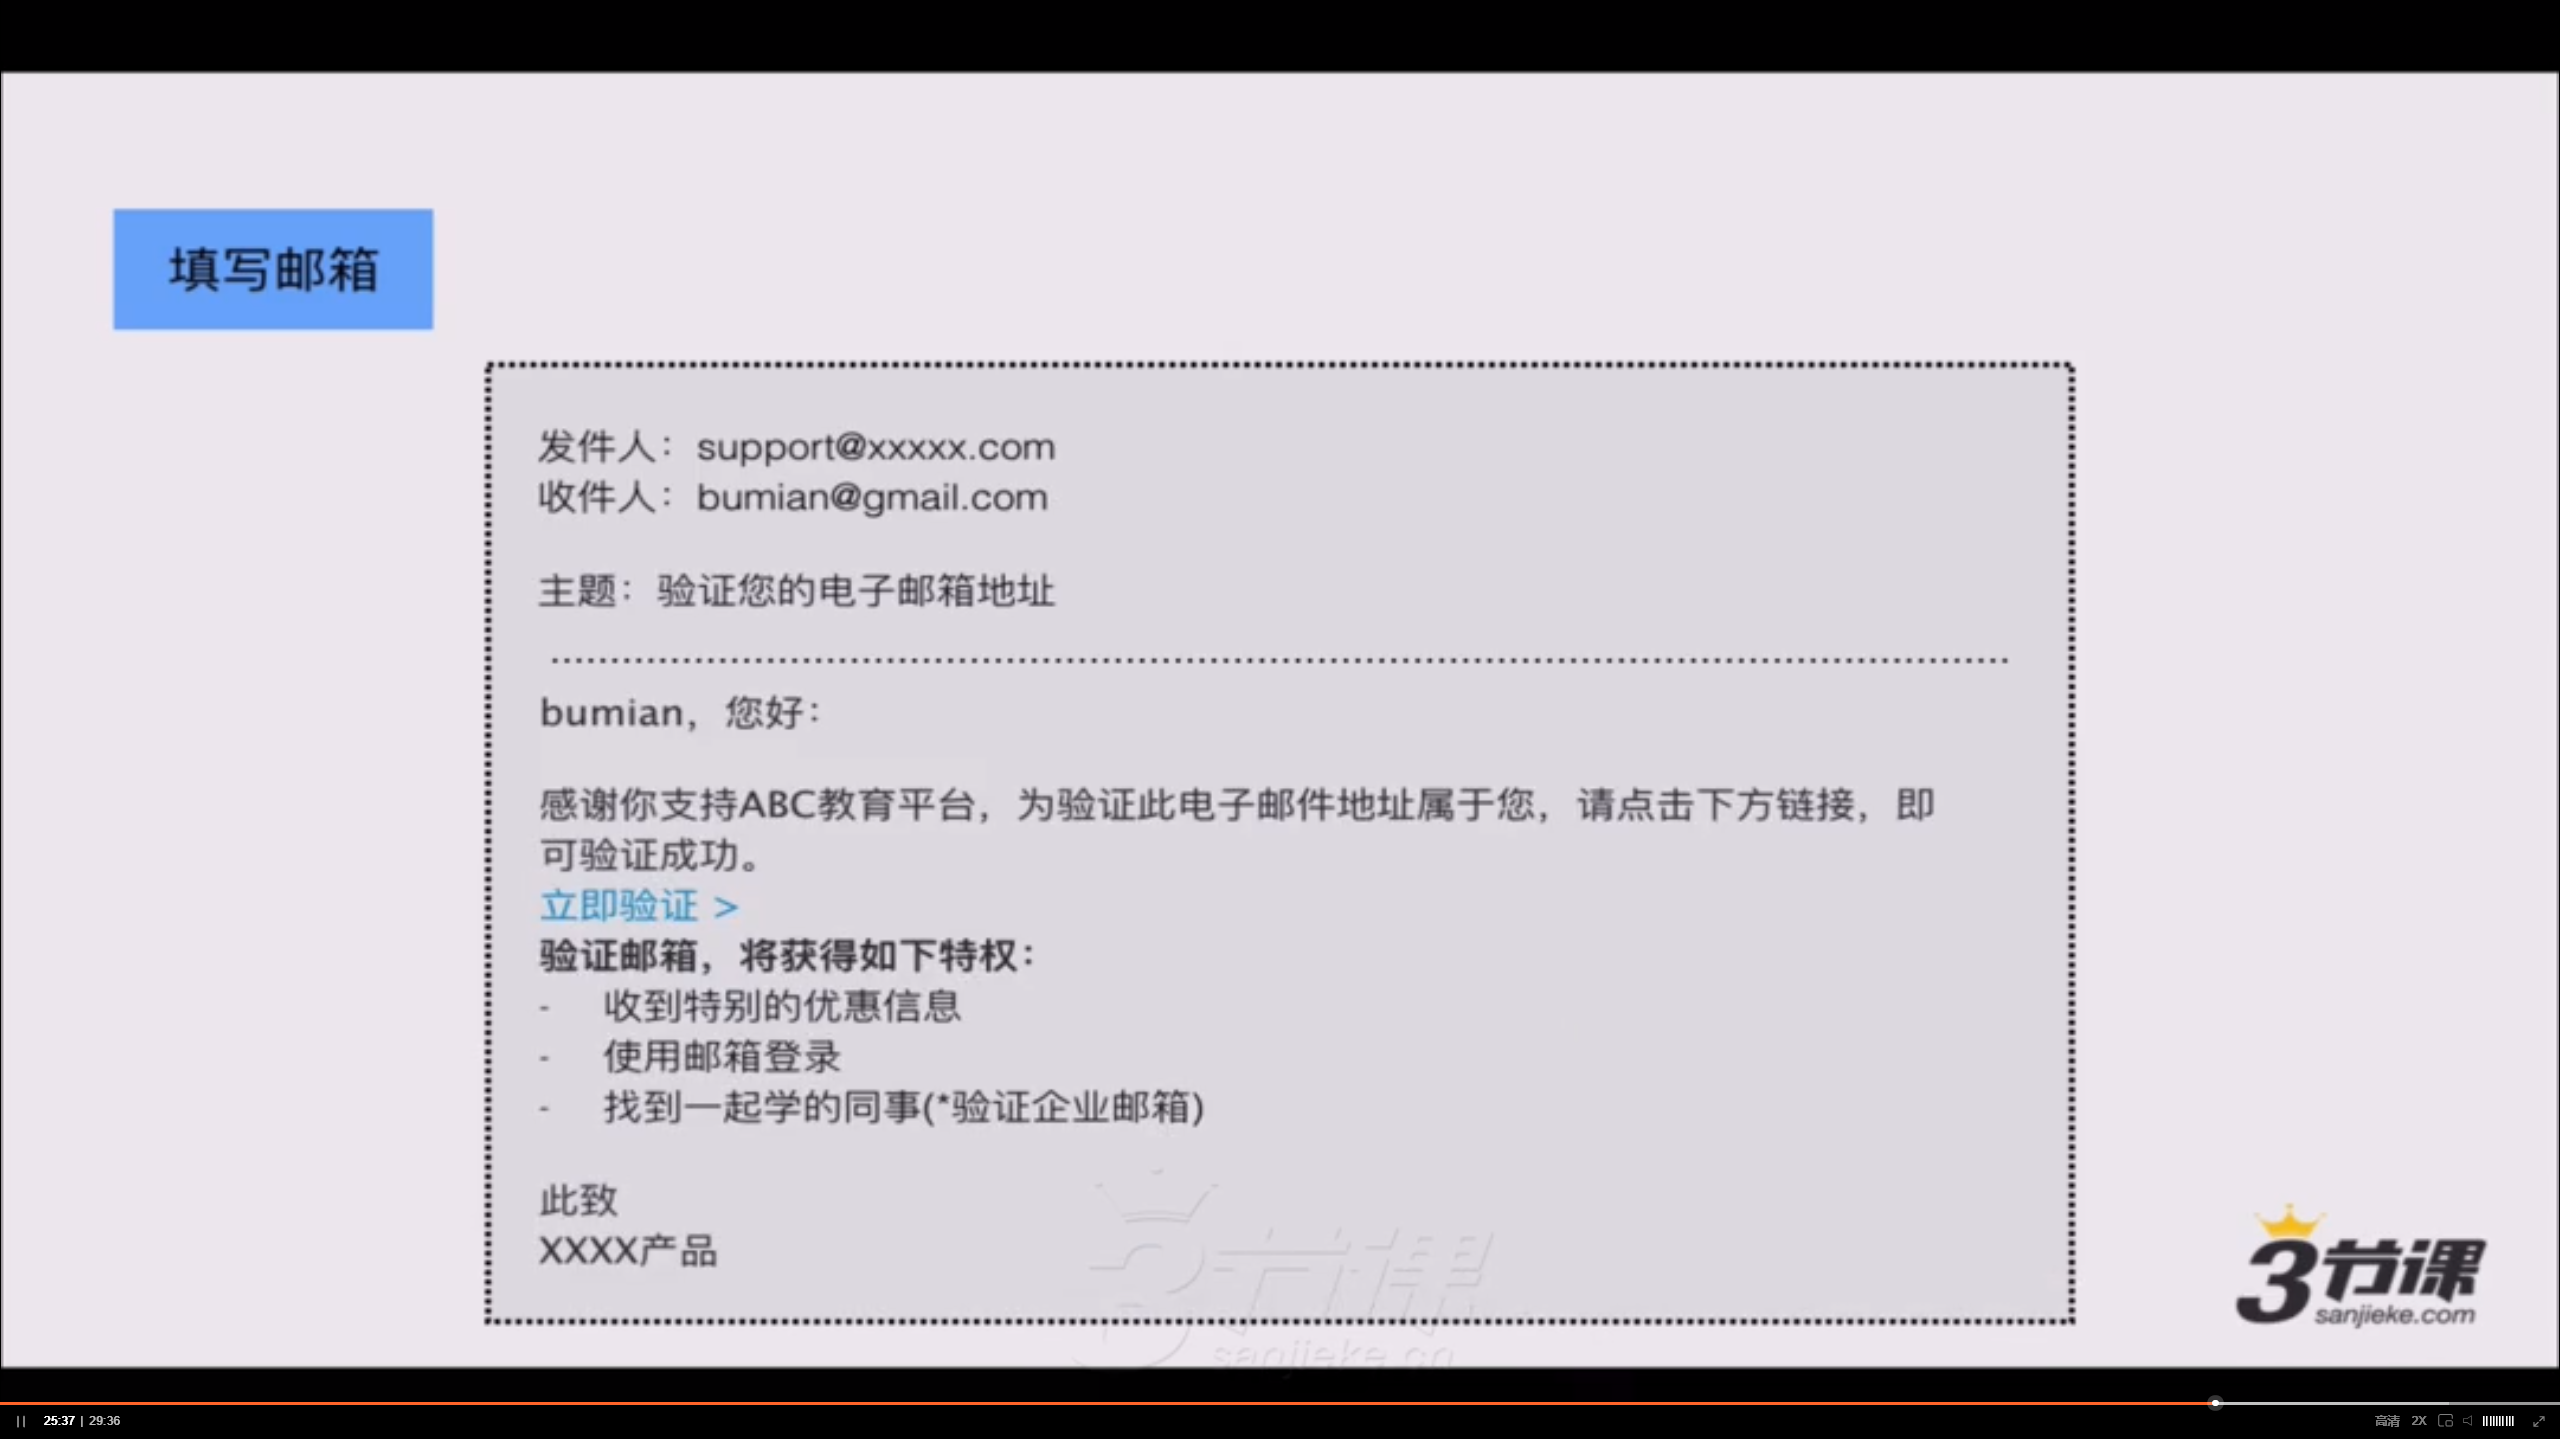 填写邮箱
发件人：support@xxxxx.com
收件人：bumian@gmail.com
主题：验证您的电子邮箱地址
bumian，您好：
感谢你支持ABC教育平台，为验证此电子邮件地址属于您，请点击下方链接，即
可验证成功。
立即验证 >
验证邮箱，将获得如下特权：
- 收到特别的优惠信息
- 使用邮箱登录
- 找到一起学的同事(*验证企业邮箱)
此致
XXXX产品
3节课
sanjieke.cn
3节课
sanjieke.com
25:37 | 29:36
高清 2X